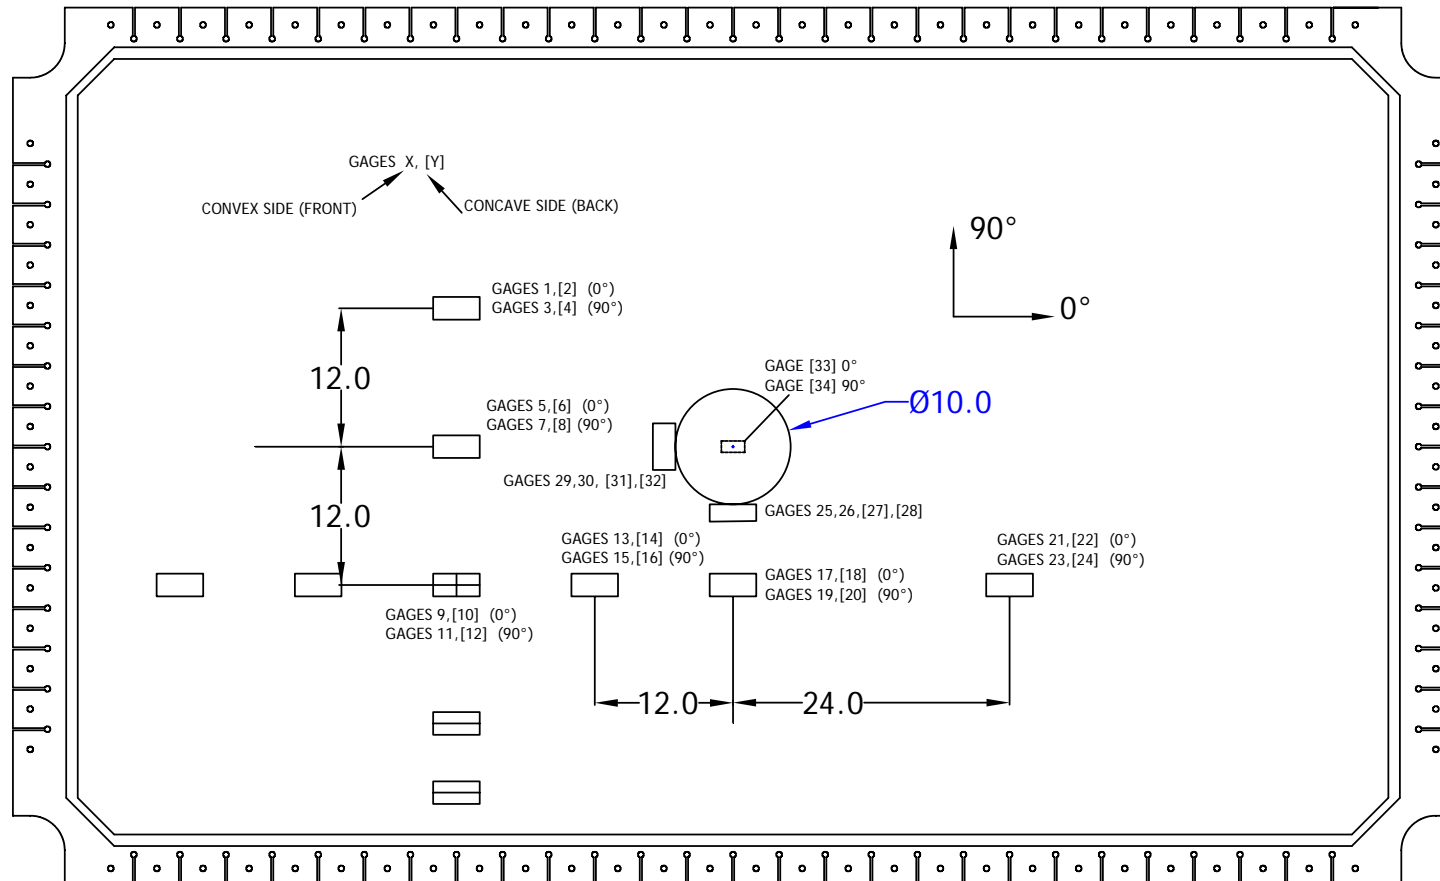 GAGES X, [Y]
CONVEX SIDE (FRONT)
CONCAVE SIDE (BACK)
90°
0°
GAGES 1,[2] (0°)
GAGES 3,[4] (90°)
12.0
GAGE [33] 0°
GAGE [34] 90°
Ø10.0
GAGES 5,[6] (0°)
GAGES 7,[8] (90°)
GAGES 29,30, [31],[32]
12.0
GAGES 25,26,[27],[28]
GAGES 13,[14] (0°)
GAGES 15,[16] (90°)
GAGES 21,[22] (0°)
GAGES 23,[24] (90°)
GAGES 17,[18] (0°)
GAGES 19,[20] (90°)
GAGES 9,[10] (0°)
GAGES 11,[12] (90°)
12.0
24.0